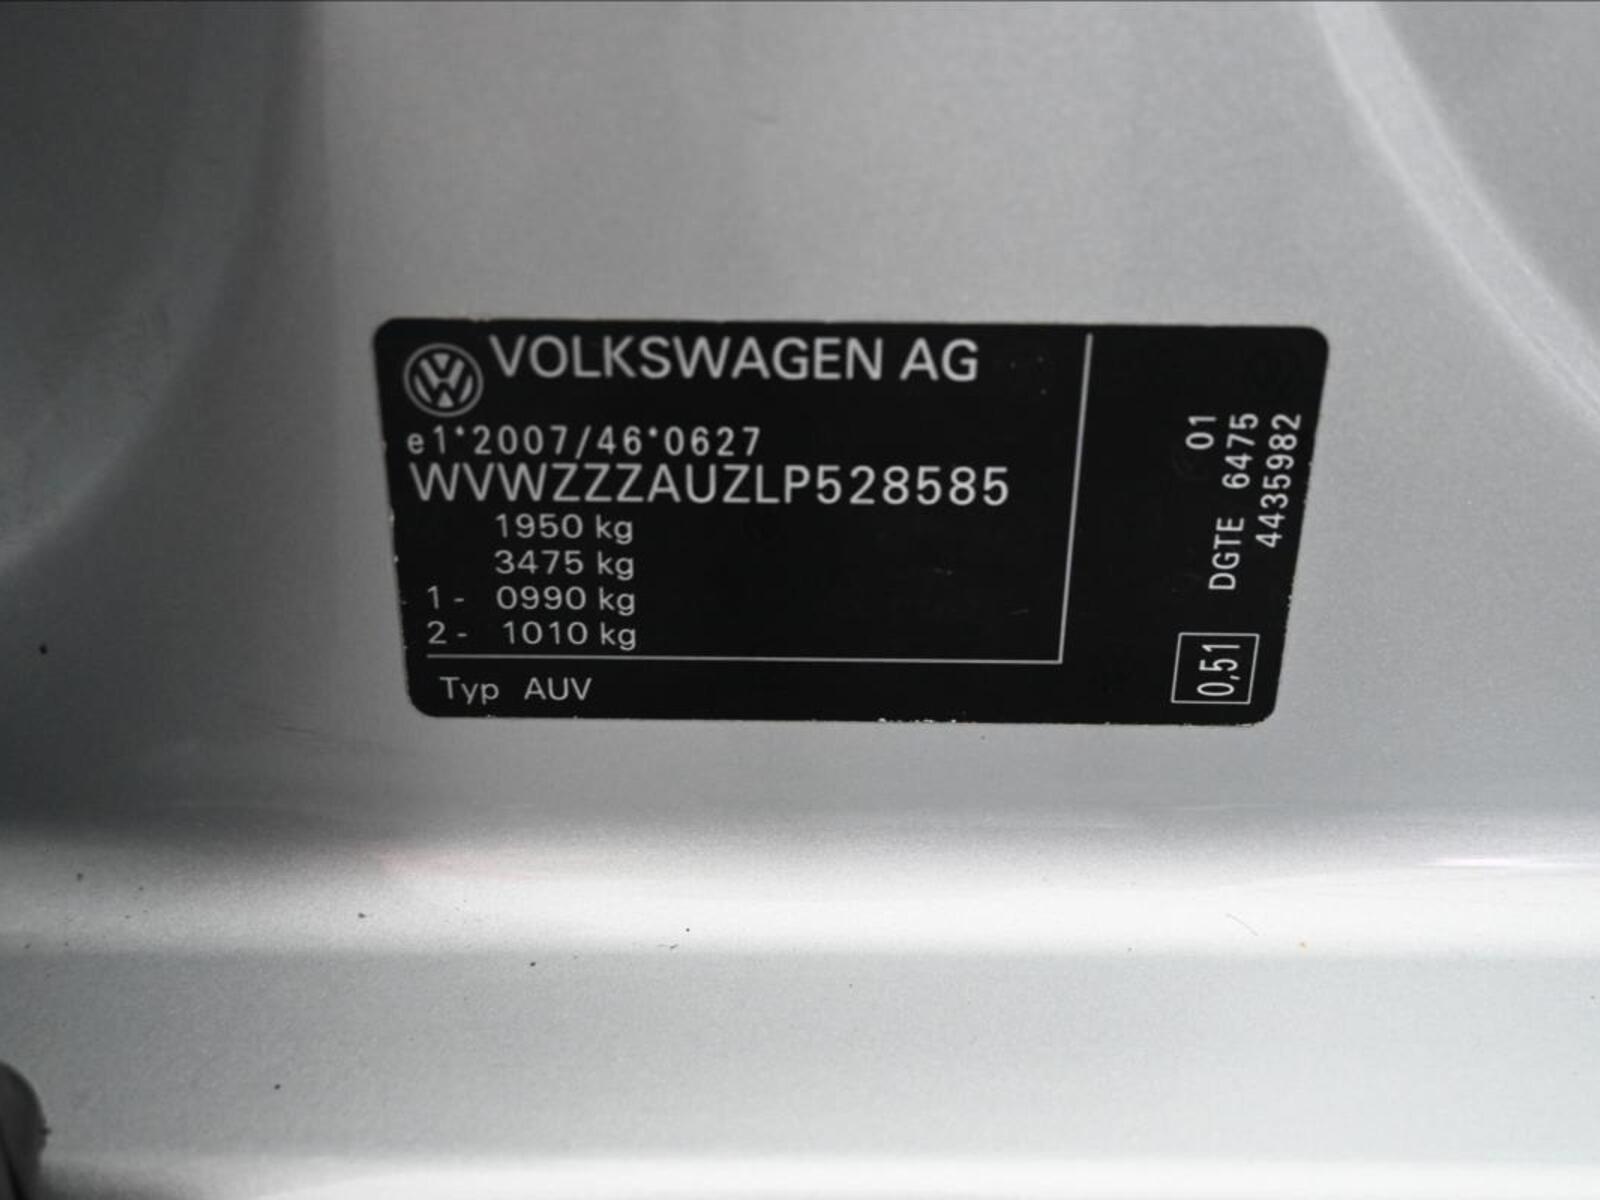 VOLKSWAGEN AG
e1*2007/46*0627
WVWZZZAUZLP528585
1950 kg
3475 kg
1- 0990 kg
2- 1010 kg
Typ AUV
01
DGTE 6475
4435982
0,51